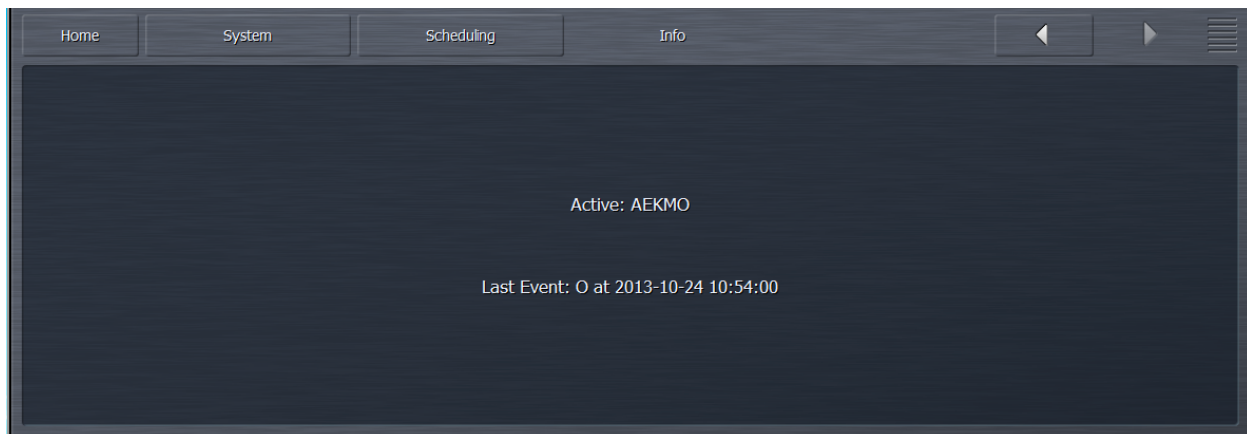 Home System Scheduling Info
Active: AEKMO
Last Event: O at 2013-10-24 10:54:00